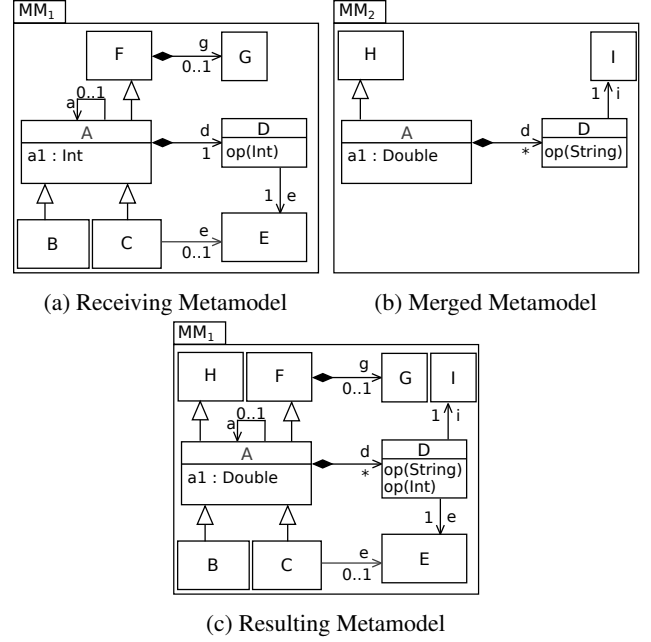 MM₁
F
g
0..1
G
0..1
a
A
a1 : Int
d
1
D
op(Int)
1 e
B
C
e
0..1
E
(a) Receiving Metamodel
MM₂
H
I
1 i
A
a1 : Double
d
*
D
op(String)
(b) Merged Metamodel
MM₁
H
F
g
0..1
G
I
0..1
a
1 i
A
a1 : Double
d
*
D
op(String)
op(Int)
1 e
B
C
e
0..1
E
(c) Resulting Metamodel